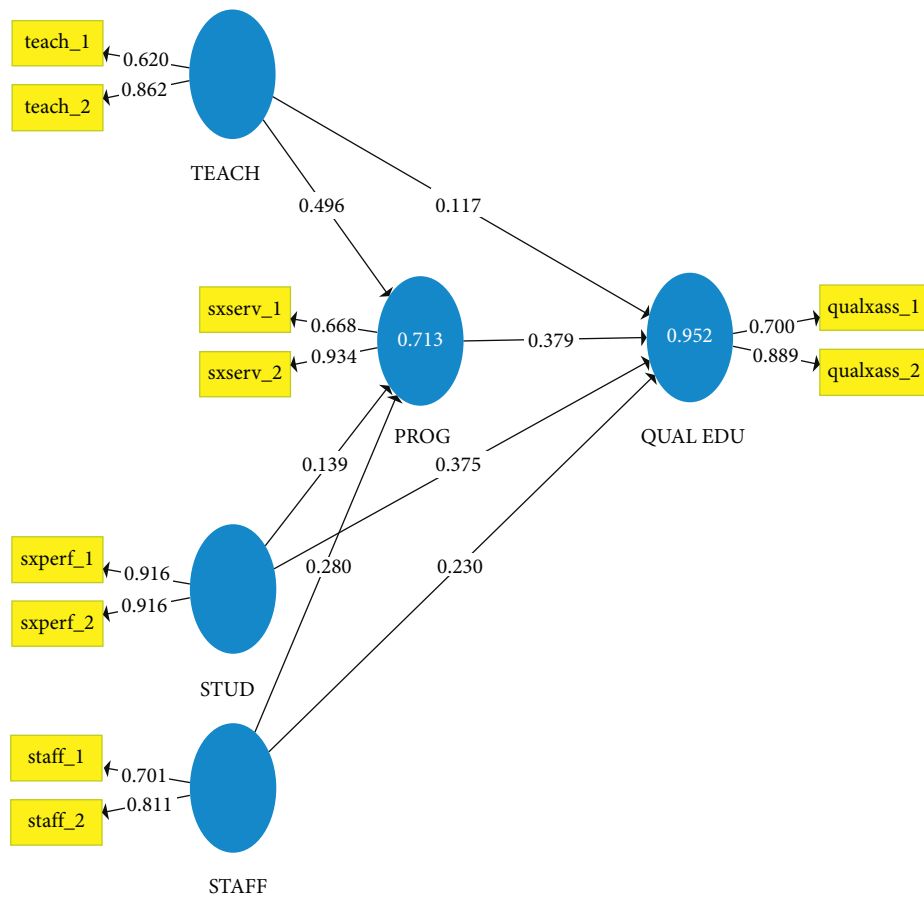 teach_1
0.620
teach_2
0.862
TEACH
0.496
0.117
sxserv_1
0.668
sxserv_2
0.934
0.713
PROG
0.379
0.952
QUAL EDU
0.700
qualxass_1
0.889
qualxass_2
0.139
0.375
sxperf_1
0.916
sxperf_2
0.916
STUD
0.280
0.230
staff_1
0.701
staff_2
0.811
STAFF